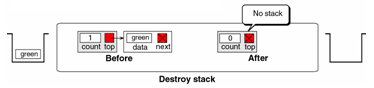 No stack
1 green 0
count top data next count top
green
Before After
Destroy stack